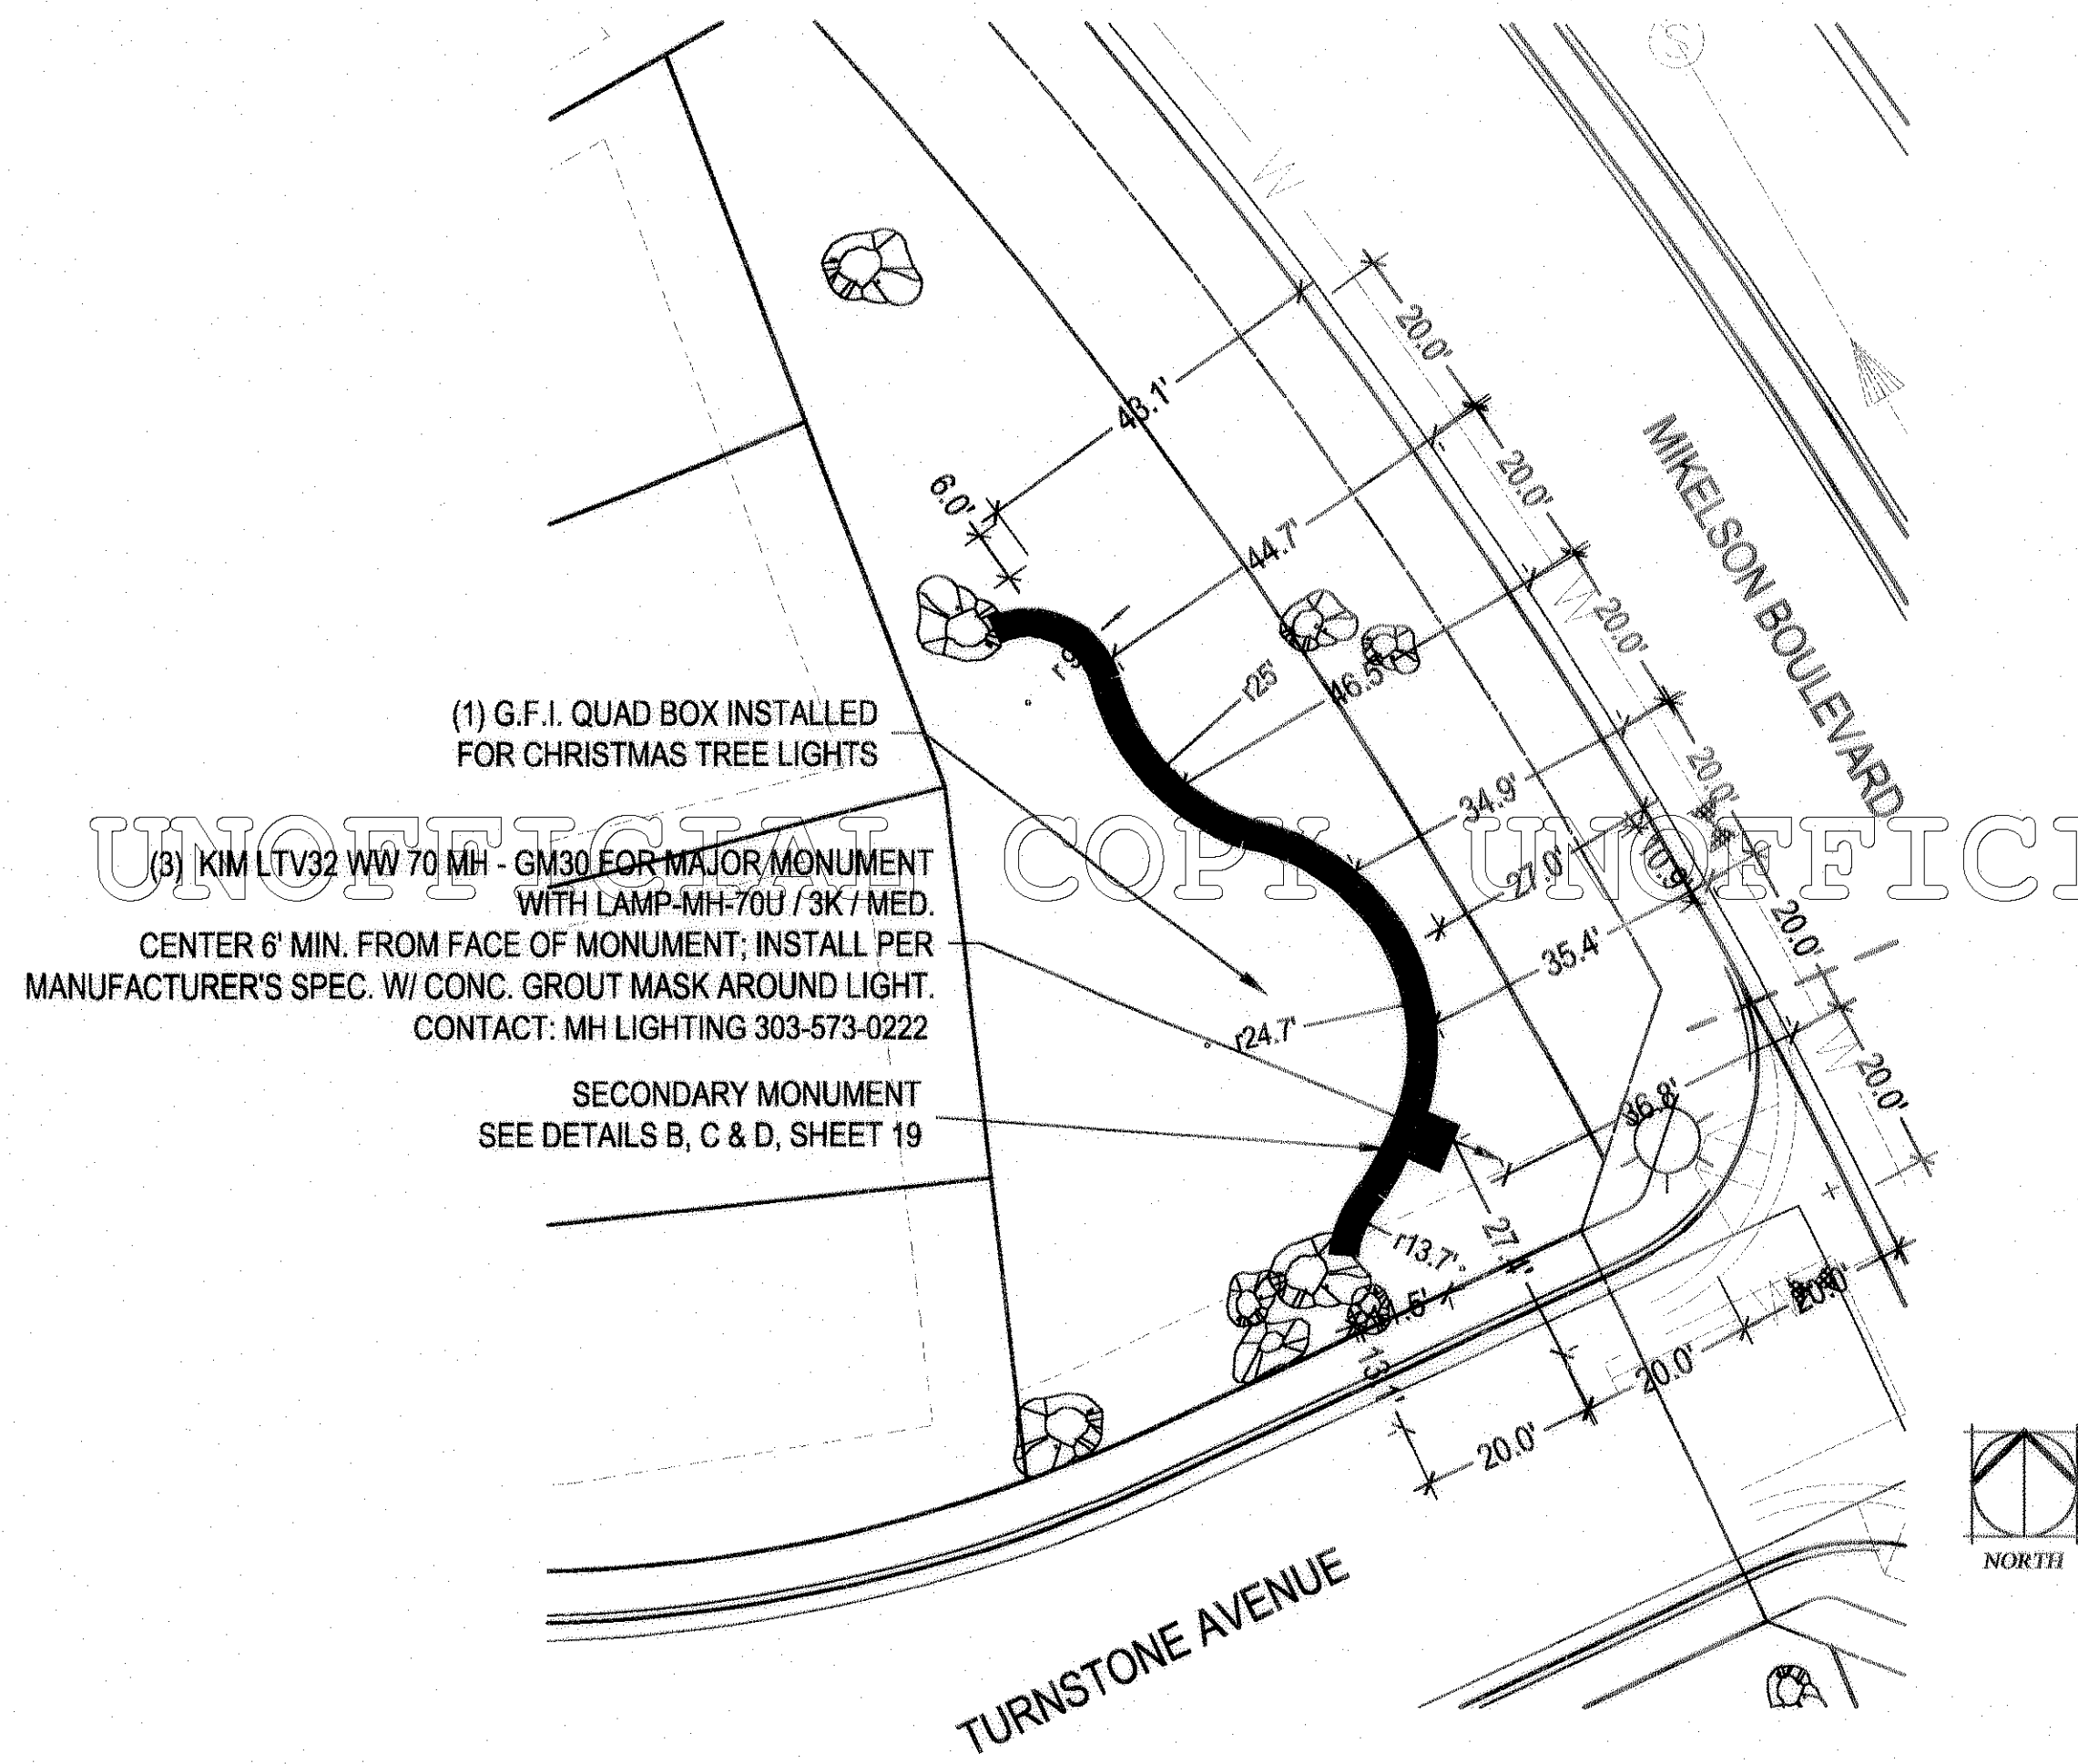 S
W
20.0'
43.1'
20.0'
MIKELSON BOULEVARD
6.0'
44.7'
W
20.0'
r25'
46.5'
(1) G.F.I. QUAD BOX INSTALLED
FOR CHRISTMAS TREE LIGHTS
20.0'
34.9'
UNOFFICIAL COPY UNOFFICI
(3) KIM LTV32 WW 70 MH - GM30 FOR MAJOR MONUMENT
WITH LAMP-MH-70U / 3K / MED.
CENTER 6' MIN. FROM FACE OF MONUMENT; INSTALL PER
MANUFACTURER'S SPEC. W/ CONC. GROUT MASK AROUND LIGHT.
CONTACT: MH LIGHTING 303-573-0222
27.0'
10.9'
20.0'
35.4'
r24.7'
W
20.0'
36.8'
SECONDARY MONUMENT
SEE DETAILS B, C & D, SHEET 19
r13.7'
20.0'
13.1'
20.0'
20.0'
NORTH
TURNSTONE AVENUE